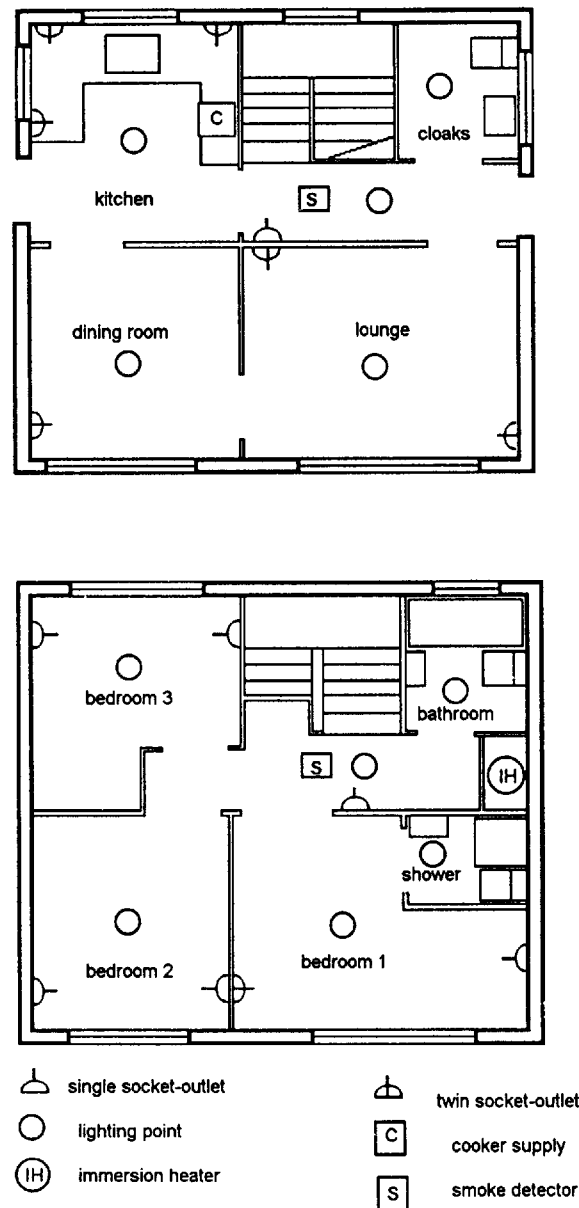 C
cloaks
kitchen
S
dining room
lounge
bedroom 3
bathroom
S
IH
shower
bedroom 2
bedroom 1
single socket-outlet
twin socket-outlet
lighting point
C
cooker supply
IH
immersion heater
S
smoke detector